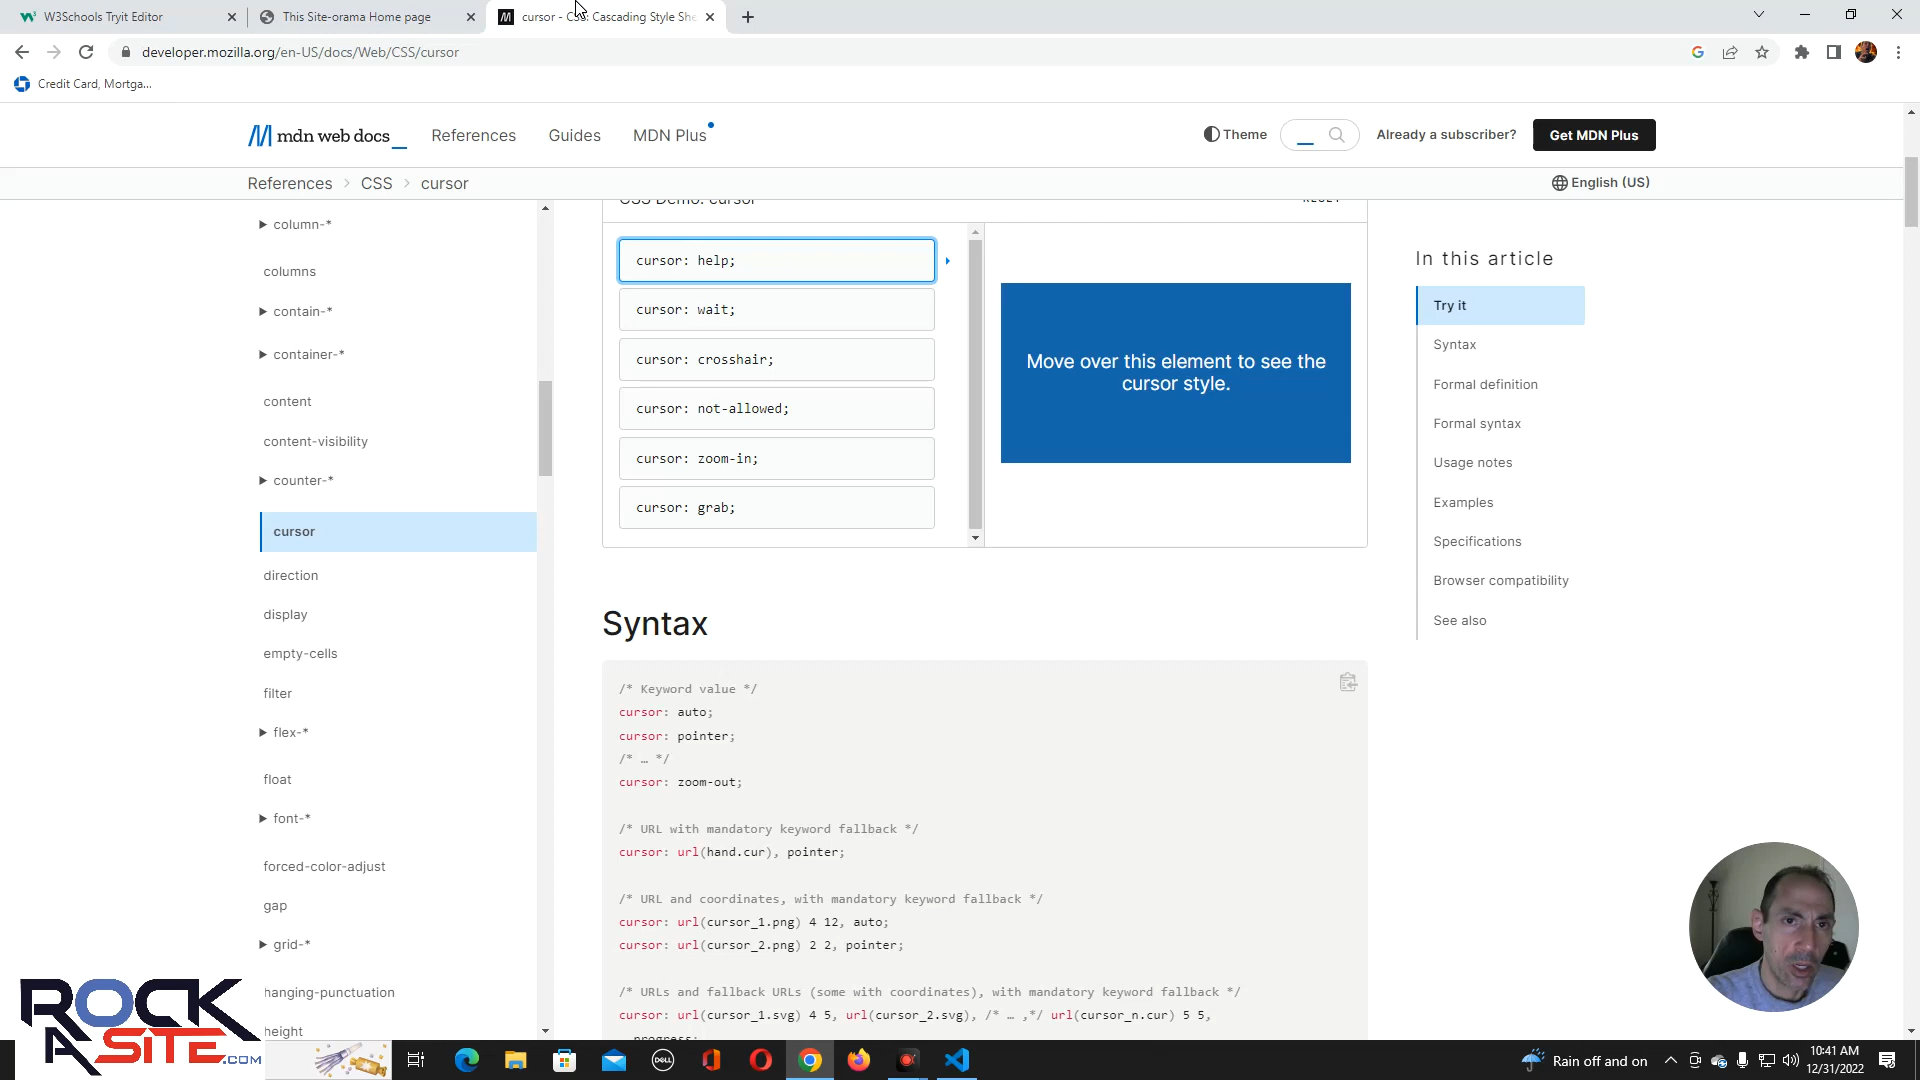 W3Schools Tryit Editor
This Site-orama Home page
cursor - CSS: Cascading Style She
developer.mozilla.org/en-US/docs/Web/CSS/cursor
Credit Card, Mortga...
mdn web docs_
References
Guides
MDN Plus
Theme
Already a subscriber?
Get MDN Plus
References > CSS > cursor
English (US)
column-*
columns
contain-*
container-*
content
content-visibility
counter-*
cursor
direction
display
empty-cells
filter
flex-*
float
font-*
forced-color-adjust
gap
grid-*
hanging-punctuation
height
CSS Demo: cursor
RESET
cursor: help;
cursor: wait;
cursor: crosshair;
cursor: not-allowed;
cursor: zoom-in;
cursor: grab;
Move over this element to see the
cursor style.
Syntax
/* Keyword value */
cursor: auto;
cursor: pointer;
/* … */
cursor: zoom-out;
/* URL with mandatory keyword fallback */
cursor: url(hand.cur), pointer;
/* URL and coordinates, with mandatory keyword fallback */
cursor: url(cursor_1.png) 4 12, auto;
cursor: url(cursor_2.png) 2 2, pointer;
/* URLs and fallback URLs (some with coordinates), with mandatory keyword fallback */
cursor: url(cursor_1.svg) 4 5, url(cursor_2.svg), /* … ,*/ url(cursor_n.cur) 5 5,
progress;
In this article
Try it
Syntax
Formal definition
Formal syntax
Usage notes
Examples
Specifications
Browser compatibility
See also
ROCK
A SITE.COM
DELL
Rain off and on
10:41 AM
12/31/2022